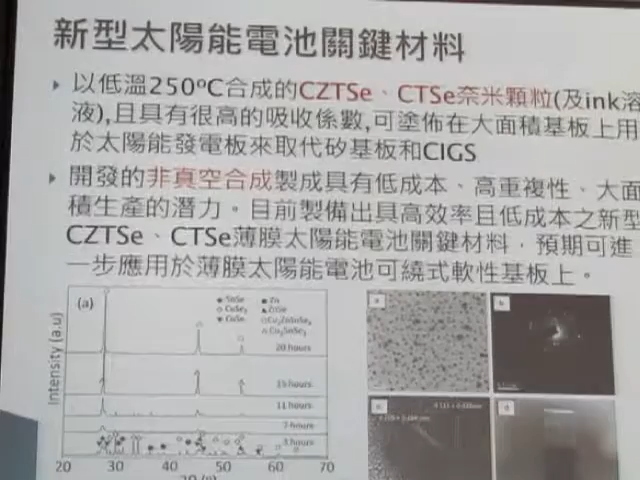 新型太陽能電池關鍵材料
以低溫250ºC合成的CZTSe、CTSe奈米顆粒(及ink溶
液),且具有很高的吸收係數,可塗佈在大面積基板上用
於太陽能發電板來取代矽基板和CIGS
開發的非真空合成製成具有低成本、高重複性、大面
積生產的潛力。目前製備出具高效率且低成本之新型
CZTSe、CTSe薄膜太陽能電池關鍵材料，預期可進
一步應用於薄膜太陽能電池可繞式軟性基板上。
(a)
SnSe
Zn
CuSe₂
ZnSe
CuSe
Cu₂ZnSnSe₄
Cu₂SnSe₃
Intensity (a.u)
20 hours
15 hours
11 hours
7 hours
3 hours
20 30 40 50 60 70
a
b
c
d